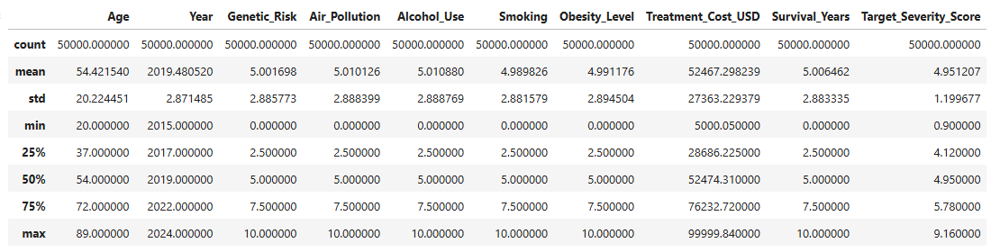 Age Year Genetic_Risk Air_Pollution Alcohol_Use Smoking Obesity_Level Treatment_Cost_USD Survival_Years Target_Severity_Score
count 50000.000000 50000.000000 50000.000000 50000.000000 50000.000000 50000.000000 50000.000000 50000.000000 50000.000000 50000.000000
mean 54.421540 2019.480520 5.001698 5.010126 5.010880 4.989826 4.991176 52467.298239 5.006462 4.951207
std 20.224451 2.871485 2.885773 2.888399 2.888769 2.881579 2.894504 27363.229379 2.883335 1.199677
min 20.000000 2015.000000 0.000000 0.000000 0.000000 0.000000 0.000000 5000.050000 0.000000 0.900000
25% 37.000000 2017.000000 2.500000 2.500000 2.500000 2.500000 2.500000 28686.225000 2.500000 4.120000
50% 54.000000 2019.000000 5.000000 5.000000 5.000000 5.000000 5.000000 52474.310000 5.000000 4.950000
75% 72.000000 2022.000000 7.500000 7.500000 7.500000 7.500000 7.500000 76232.720000 7.500000 5.780000
max 89.000000 2024.000000 10.000000 10.000000 10.000000 10.000000 10.000000 99999.840000 10.000000 9.160000